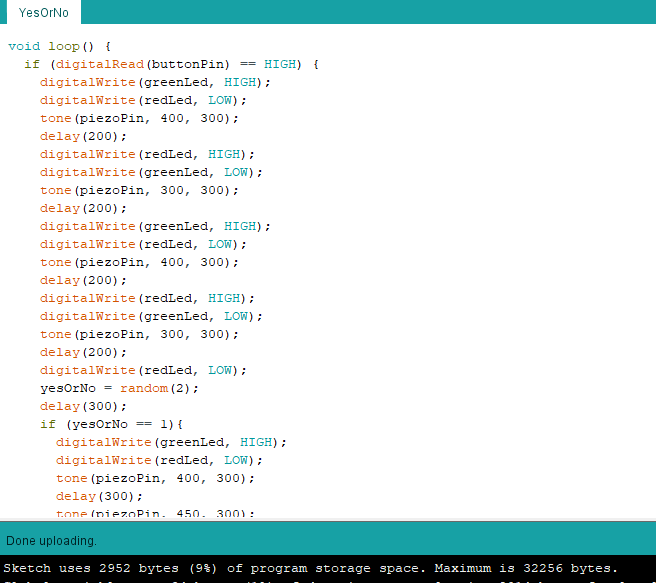 YesOrNo
void loop() {
if (digitalRead(buttonPin) == HIGH) {
digitalWrite(greenLed, HIGH);
digitalWrite(redLed, LOW);
tone(piezoPin, 400, 300);
delay(200);
digitalWrite(redLed, HIGH);
digitalWrite(greenLed, LOW);
tone(piezoPin, 300, 300);
delay(200);
digitalWrite(greenLed, HIGH);
digitalWrite(redLed, LOW);
tone(piezoPin, 400, 300);
delay(200);
digitalWrite(redLed, HIGH);
digitalWrite(greenLed, LOW);
tone(piezoPin, 300, 300);
delay(200);
digitalWrite(redLed, LOW);
yesOrNo = random(2);
delay(300);
if (yesOrNo == 1){
digitalWrite(greenLed, HIGH);
digitalWrite(redLed, LOW);
tone(piezoPin, 400, 300);
delay(300);
tone(piezoPin, 450, 300);
Done uploading.
Sketch uses 2952 bytes (9%) of program storage space. Maximum is 32256 bytes.